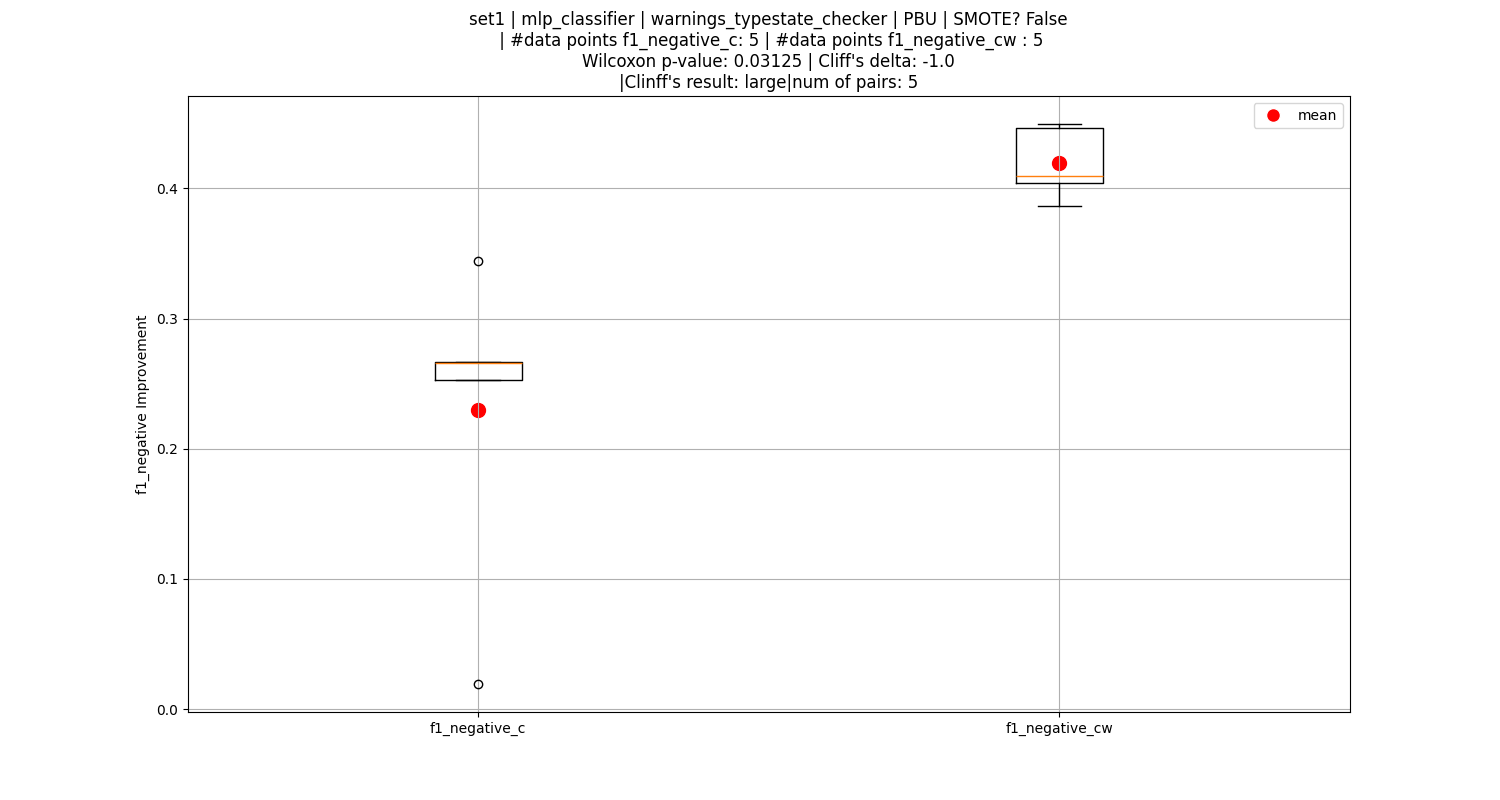 set1 | mlp_classifier | warnings_typestate_checker | PBU | SMOTE? False
| #data points f1_negative_c: 5 | #data points f1_negative_cw : 5
Wilcoxon p-value: 0.03125 | Cliff's delta: -1.0
|Clinff's result: large|num of pairs: 5
mean
0.4
0.3
0.2
0.1
0.0
f1_negative Improvement
f1_negative_c
f1_negative_cw